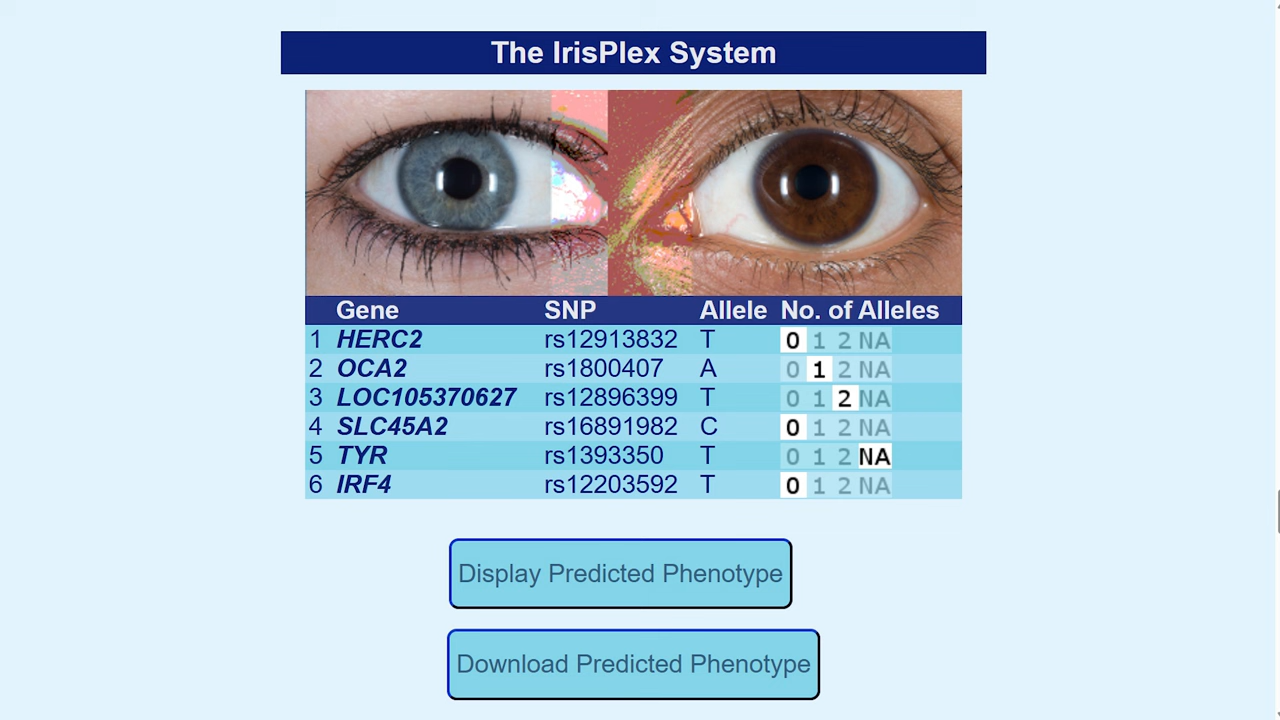 The IrisPlex System
Gene SNP Allele No. of Alleles
1 HERC2 rs12913832 T 0 1 2 NA
2 OCA2 rs1800407 A 0 1 2 NA
3 LOC105370627 rs12896399 T 0 1 2 NA
4 SLC45A2 rs16891982 C 0 1 2 NA
5 TYR rs1393350 T 0 1 2 NA
6 IRF4 rs12203592 T 0 1 2 NA
Display Predicted Phenotype
Download Predicted Phenotype